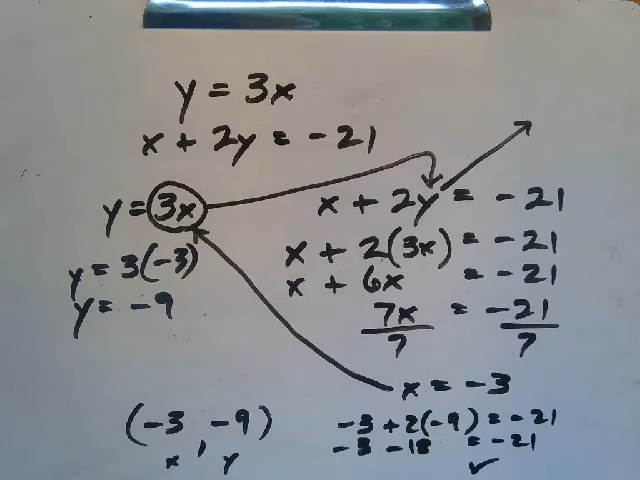 y = 3x
x + 2y = -21
y = 3x
y = 3(-3)
y = -9
x + 2y = -21
x + 2(3x) = -21
x + 6x = -21
7x/7 = -21/7
x = -3
(-3, -9)
x y
-3 + 2(-9) = -21
-3 - 18 = -21
✓